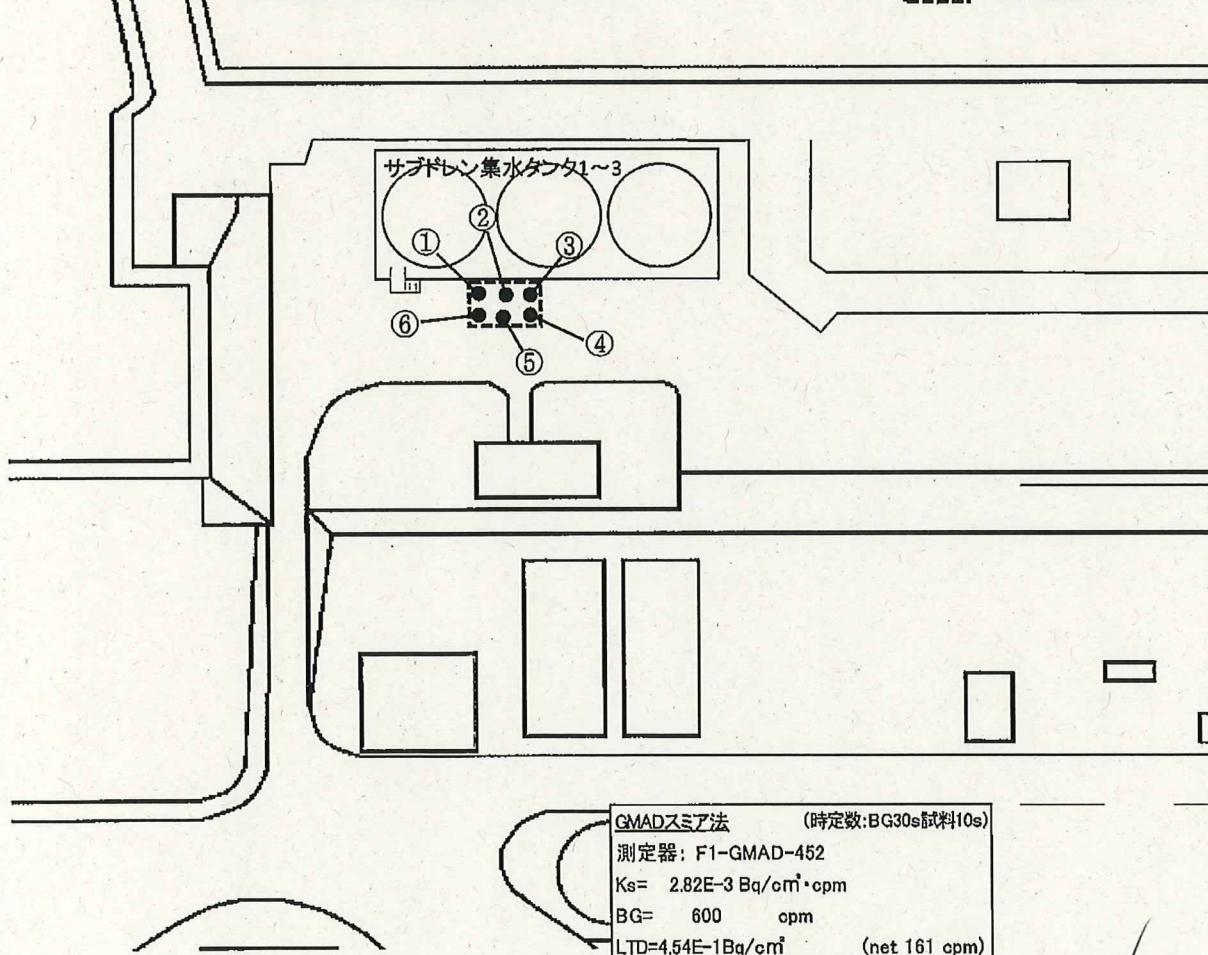 サブドレン集水タンタ1～3
②
①
③
⑥
④
⑤
GMADスミア法 (時定数:BG30s試料10s)
測定器: F1-GMAD-452
Ks= 2.82E-3 Bq/c㎡・cpm
BG= 600 cpm
LTD=4.54E-1Bq/c㎡ (net 161 cpm)